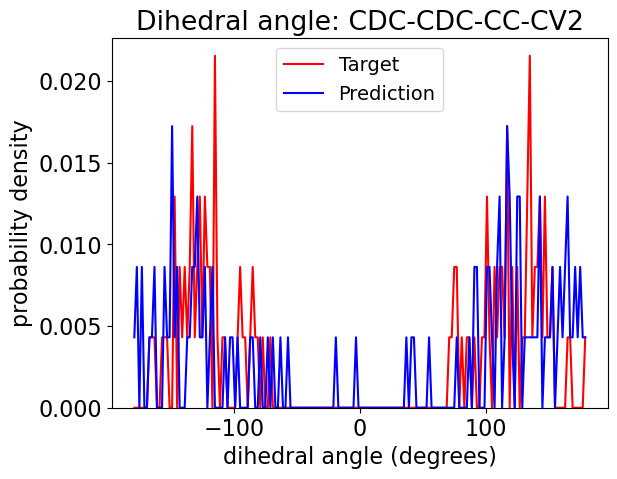 Dihedral angle: CDC-CDC-CC-CV2
Target
Prediction
probability density
0.020
0.015
0.010
0.005
0.000
−100
0
100
dihedral angle (degrees)